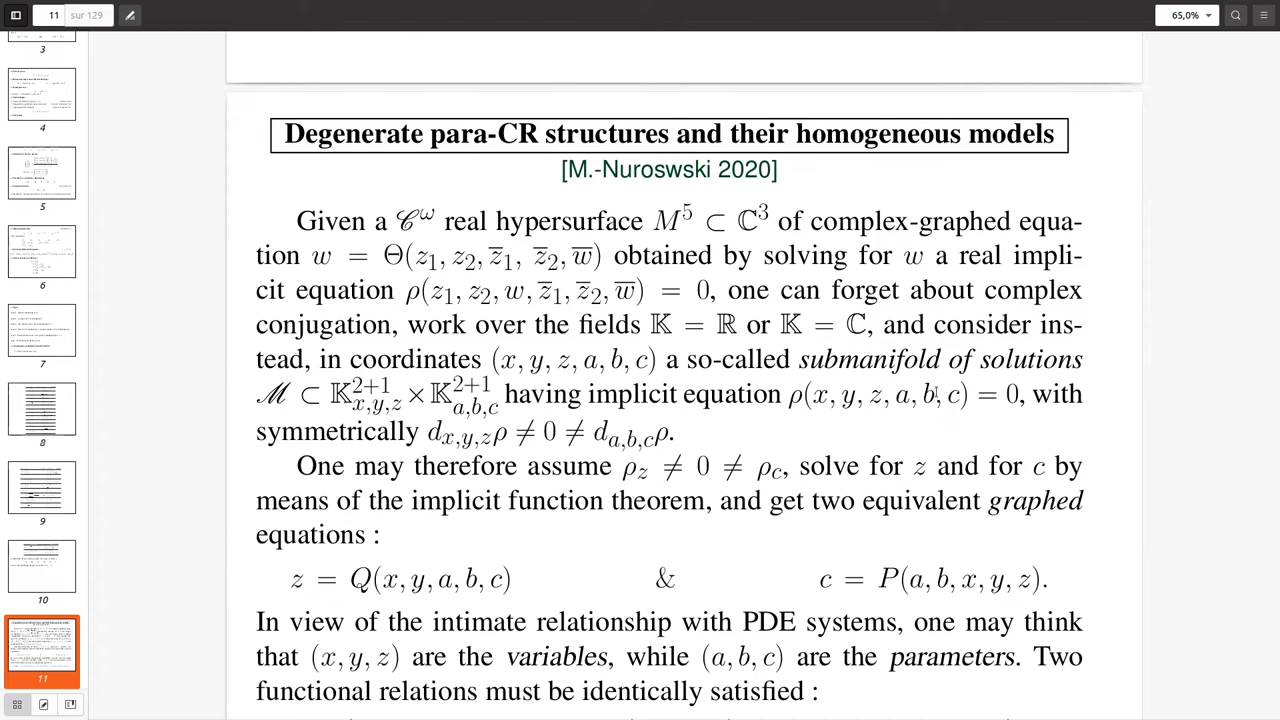 11 sur 129
65,0%
3
4
5
6
7
8
9
10
11
Degenerate para-CR structures and their homogeneous models
[M.-Nuroswski 2020]
Given a 𝒞^ω real hypersurface M^5 ⊂ ℂ^3 of complex-graphed equa-
tion w = Θ(z_1, z_2, z̅_1, z̅_2, w̅) obtained by solving for w a real impli-
cit equation ρ(z_1, z_2, w, z̅_1, z̅_2, w̅) = 0, one can forget about complex
conjugation, work over the fields 𝕂 = ℝ or 𝕂 = ℂ, and consider ins-
tead, in coordinates (x, y, z, a, b, c) a so-called submanifold of solutions
ℳ ⊂ 𝕂^{2+1}_{x,y,z} × 𝕂^{2+1}_{a,b,c} having implicit equation ρ(x, y, z, a, b, c) = 0, with
symmetrically d_{x,y,z}ρ ≠ 0 ≠ d_{a,b,c}ρ.
One may therefore assume ρ_z ≠ 0 ≠ ρ_c, solve for z and for c by
means of the implicit function theorem, and get two equivalent graphed
equations :
z = Q(x, y, a, b, c) & c = P(a, b, x, y, z).
In view of the intimate relationship with PDE systems, one may think
that (x, y, z) are the variables, while (a, b, c) are the parameters. Two
functional relations must be identically satisfied :